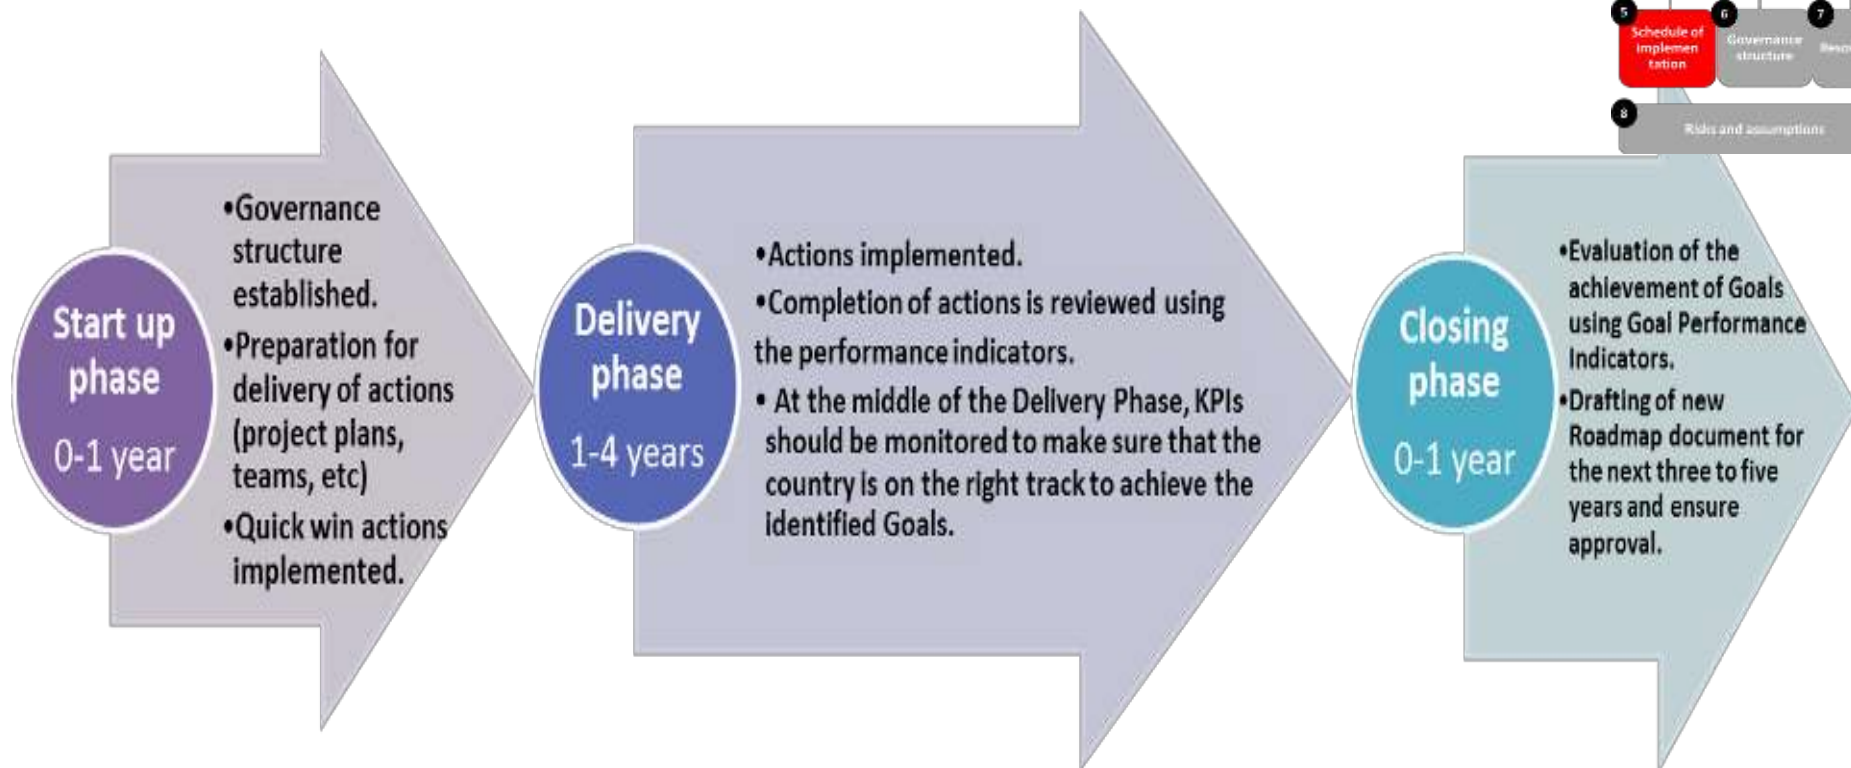 5
Schedule of
implemen
tation
6
Governance
structure
7
8
Risks and assumptions
Start up
phase
0-1 year
•Governance
structure
established.
•Preparation for
delivery of actions
(project plans,
teams, etc)
•Quick win actions
implemented.
Delivery
phase
1-4 years
•Actions implemented.
•Completion of actions is reviewed using
the performance indicators.
• At the middle of the Delivery Phase, KPIs
should be monitored to make sure that the
country is on the right track to achieve the
identified Goals.
Closing
phase
0-1 year
•Evaluation of the
achievement of Goals
using Goal Performance
Indicators.
•Drafting of new
Roadmap document for
the next three to five
years and ensure
approval.